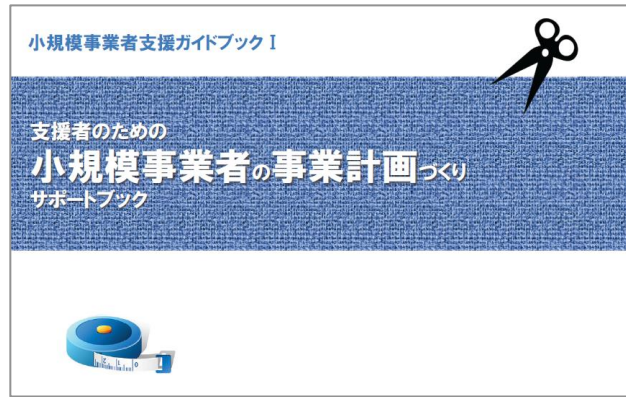 小規模事業者支援ガイドブック Ⅰ
支援者のための
小規模事業者の事業計画づくり
サポートブック